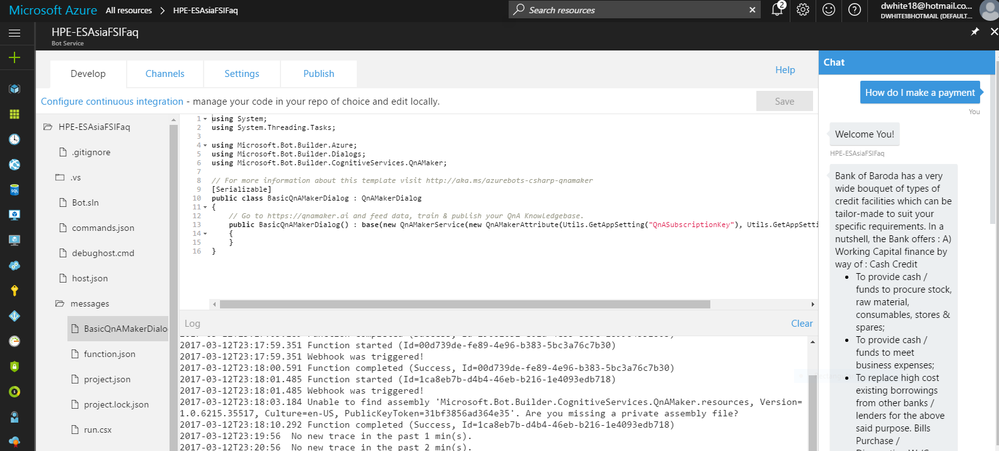 Microsoft Azure All resources > HPE-ESAsiaFSIFaq
Search resources
2
dwhite18@hotmail.co...
DWHITE18HOTMAIL (DEFAULT...
HPE-ESAsiaFSIFaq
Bot Service
Develop
Channels
Settings
Publish
Help
Configure continuous integration - manage your code in your repo of choice and edit locally.
Save
HPE-ESAsiaFSIFaq
.gitignore
.vs
Bot.sln
commands.json
debughost.cmd
host.json
messages
BasicQnAMakerDialo
function.json
project.json
project.lock.json
run.csx
SQL
1 using System;
2 using System.Threading.Tasks;
3
4 using Microsoft.Bot.Builder.Azure;
5 using Microsoft.Bot.Builder.Dialogs;
6 using Microsoft.Bot.Builder.CognitiveServices.QnAMaker;
7
8 // For more information about this template visit http://aka.ms/azurebots-csharp-qnamaker
9 [Serializable]
10 public class BasicQnAMakerDialog : QnAMakerDialog
11 {
12 // Go to https://qnamaker.ai and feed data, train & publish your QnA Knowledgebase.
13 public BasicQnAMakerDialog() : base(new QnAMakerService(new QnAMakerAttribute(Utils.GetAppSetting("QnASubscriptionKey"), Utils.GetAppSetti
14 {
15 }
16 }
Log
Clear
2017-03-12T23:17:59.351 Function started (Id=00d739de-fe89-4e96-b383-5bc3a76c7b30)
2017-03-12T23:17:59.351 Webhook was triggered!
2017-03-12T23:18:00.591 Function completed (Success, Id=00d739de-fe89-4e96-b383-5bc3a76c7b30)
2017-03-12T23:18:01.485 Function started (Id=1ca8eb7b-d4b4-46eb-b216-1e4093edb718)
2017-03-12T23:18:01.485 Webhook was triggered!
2017-03-12T23:18:03.184 Unable to find assembly 'Microsoft.Bot.Builder.CognitiveServices.QnAMaker.resources, Version=
1.0.6215.35517, Culture=en-US, PublicKeyToken=31bf3856ad364e35'. Are you missing a private assembly file?
2017-03-12T23:18:10.292 Function completed (Success, Id=1ca8eb7b-d4b4-46eb-b216-1e4093edb718)
2017-03-12T23:19:56 No new trace in the past 1 min(s).
2017-03-12T23:20:56 No new trace in the past 2 min(s).
Chat
How do I make a payment
You
Welcome You!
HPE-ESAsiaFSIFaq
Bank of Baroda has a very
wide bouquet of types of
credit facilities which can be
tailor-made to suit your
specific requirements. In a
nutshell, the Bank offers : A)
Working Capital finance by
way of : Cash Credit
• To provide cash /
funds to procure stock,
raw material,
consumables, stores &
spares;
• To provide cash /
funds to meet
business expenses;
• To replace high cost
existing borrowings
from other banks /
lenders for the above
said purpose. Bills
Purchase /